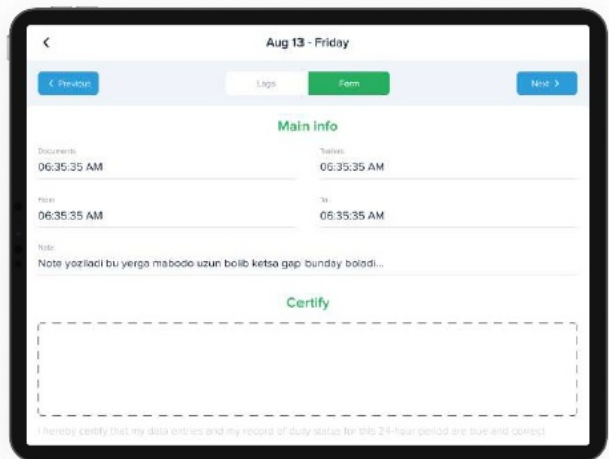 Aug 13 - Friday
Previous
Logs
Form
Next
Main info
Documents
Trailers
06:35:35 AM
06:35:35 AM
From
To
06:35:35 AM
06:35:35 AM
Note
Note yoziladi bu yerga mabodo uzun bolib ketsa gap bunday boladi...
Certify
I hereby certify that my data entries and my record of duty status for this 24-hour period are true and correct